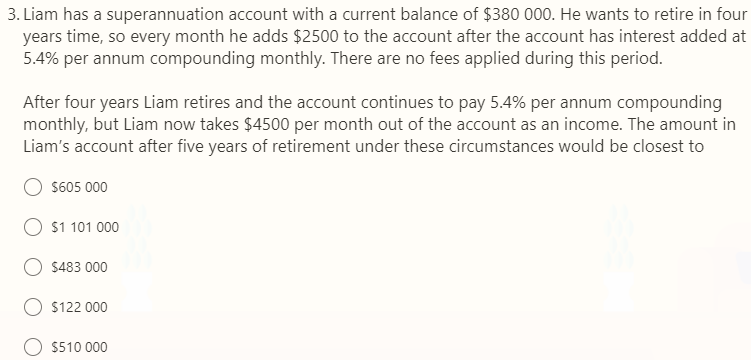 3. Liam has a superannuation account with a current balance of $380 000. He wants to retire in four
years time, so every month he adds $2500 to the account after the account has interest added at
5.4% per annum compounding monthly. There are no fees applied during this period.
After four years Liam retires and the account continues to pay 5.4% per annum compounding
monthly, but Liam now takes $4500 per month out of the account as an income. The amount in
Liam's account after five years of retirement under these circumstances would be closest to
$605 000
$1 101 000
$483 000
$122 000
$510 000